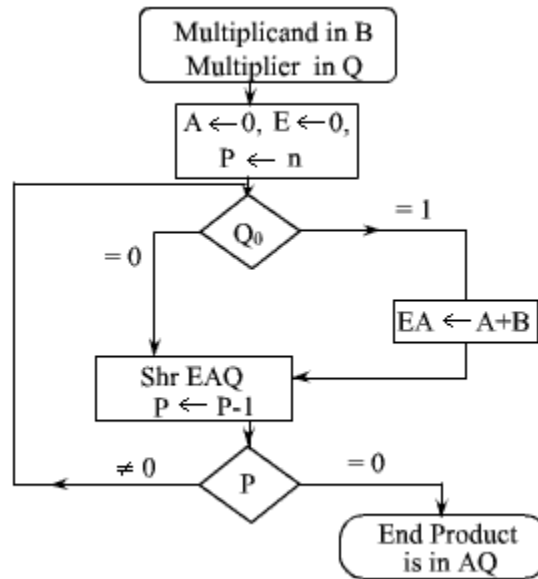 Multiplicand in B
Multiplier in Q
A ←0, E ←0,
P ← n
Q₀
= 1
= 0
EA ← A+B
Shr EAQ
P ← P-1
≠ 0
P
= 0
End Product
is in AQ